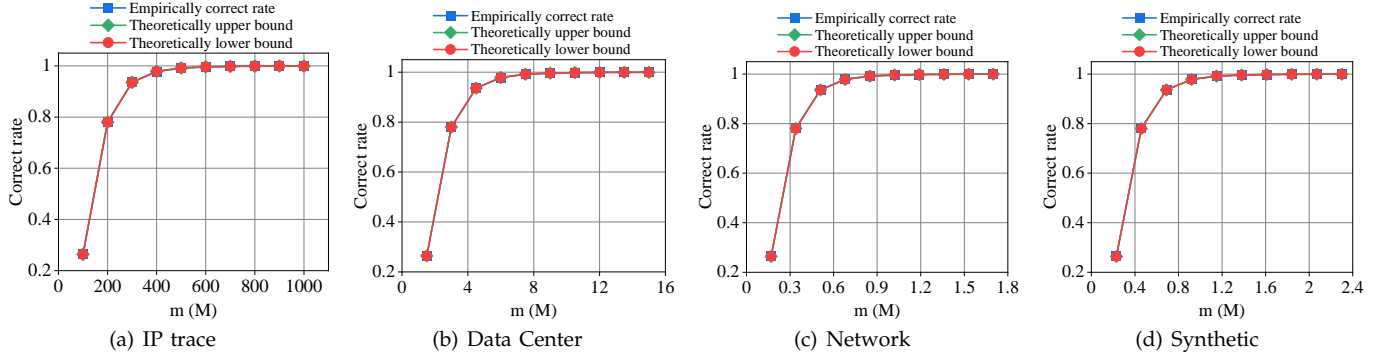 Empirically correct rate
Theoretically upper bound
Theoretically lower bound
Correct rate
1
0.8
0.6
0.4
0.2
0 200 400 600 800 1000
m (M)
(a) IP trace
Empirically correct rate
Theoretically upper bound
Theoretically lower bound
Correct rate
1
0.8
0.6
0.4
0.2
0 4 8 12 16
m (M)
(b) Data Center
Empirically correct rate
Theoretically upper bound
Theoretically lower bound
Correct rate
1
0.8
0.6
0.4
0.2
0 0.3 0.6 0.9 1.2 1.5 1.8
m (M)
(c) Network
Empirically correct rate
Theoretically upper bound
Theoretically lower bound
Correct rate
1
0.8
0.6
0.4
0.2
0 0.4 0.8 1.2 1.6 2.0 2.4
m (M)
(d) Synthetic